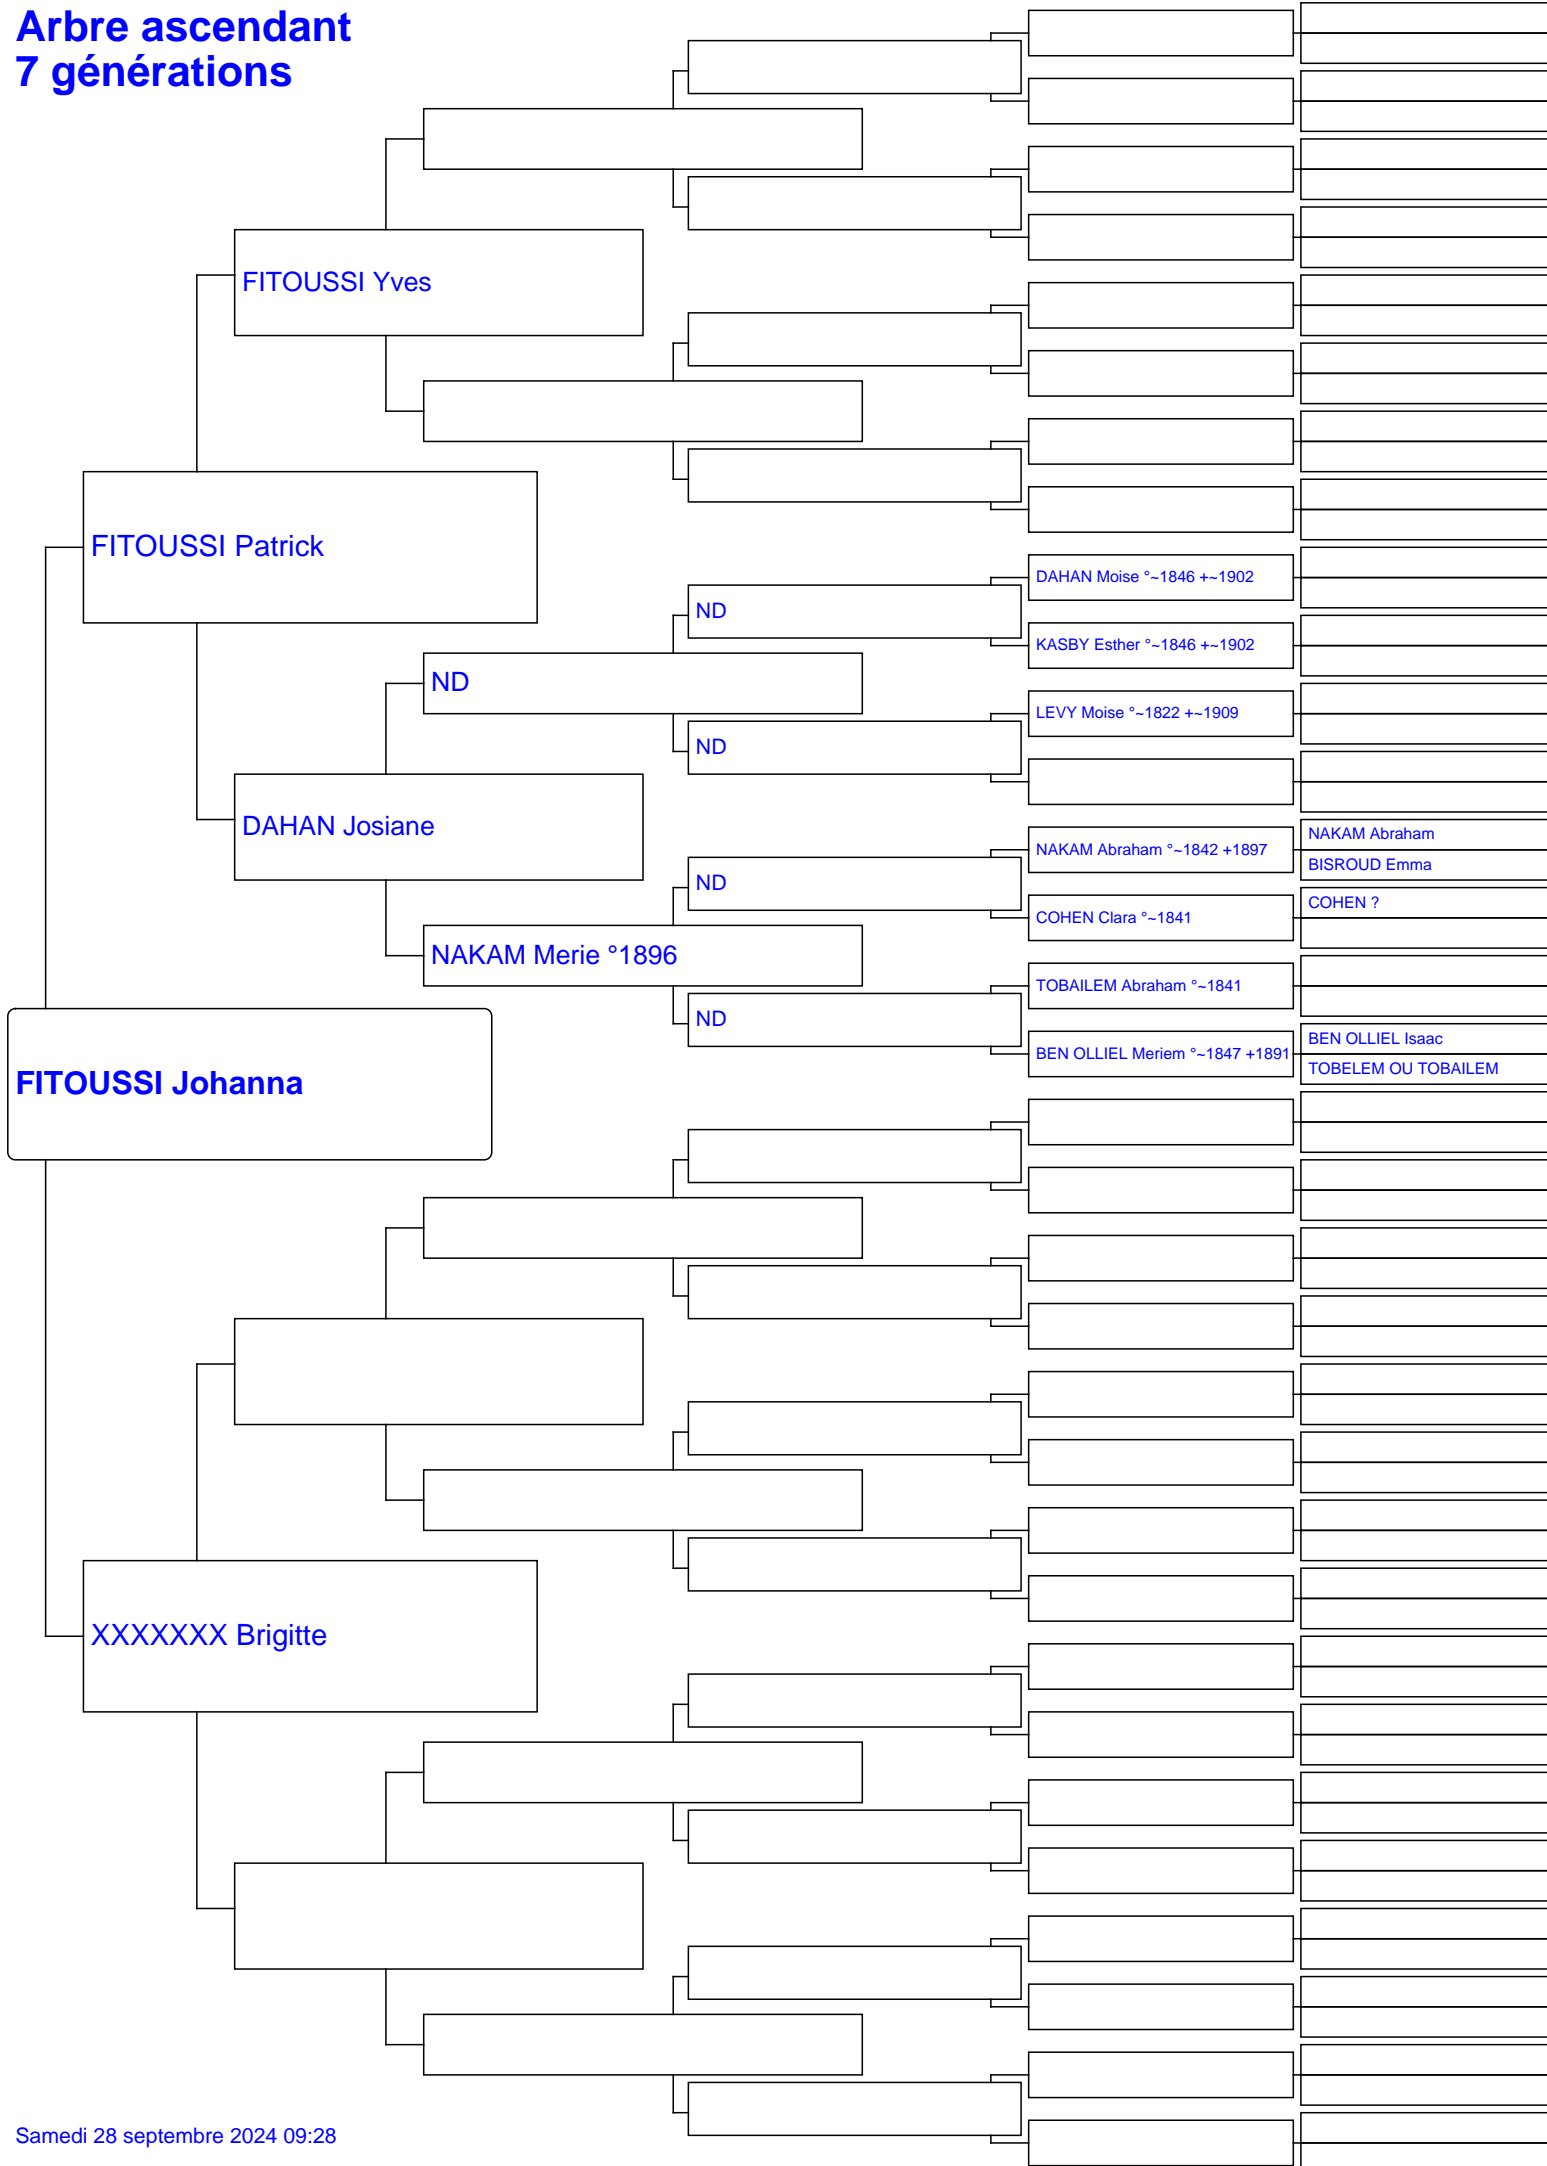 Arbre ascendant
7 générations
FITOUSSI Yves
FITOUSSI Patrick
DAHAN Moise °~1846 +~1902
ND
KASBY Esther °~1846 +~1902
ND
LEVY Moise °~1822 +~1909
ND
DAHAN Josiane
NAKAM Abraham
NAKAM Abraham °~1842 +1897
BISROUD Emma
ND
COHEN ?
COHEN Clara °~1841
NAKAM Merie °1896
TOBAILEM Abraham °~1841
ND
BEN OLLIEL Isaac
BEN OLLIEL Meriem °~1847 +1891
TOBELEM OU TOBAILEM
FITOUSSI Johanna
XXXXXXX Brigitte
Samedi 28 septembre 2024 09:28